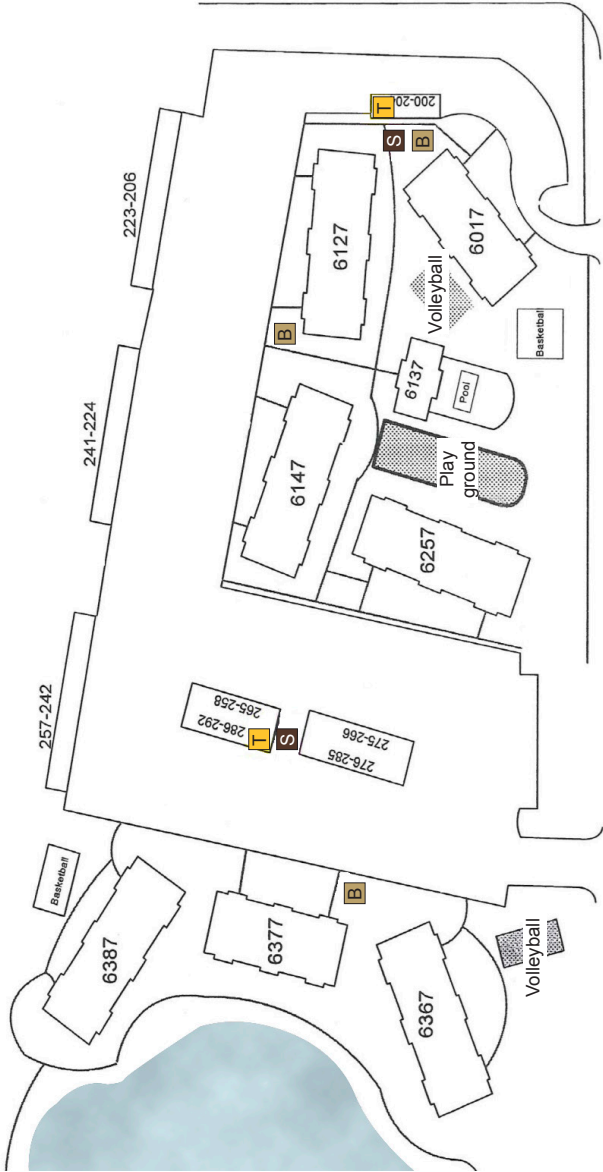 T
200-204
S
B
223-206
6127
6017
Volleyball
Basketball
B
6137
Pool
241-224
6147
Play
ground
6257
257-242
265-258
286-292
T
S
275-266
276-285
Basketball
6387
6377
B
6367
Volleyball